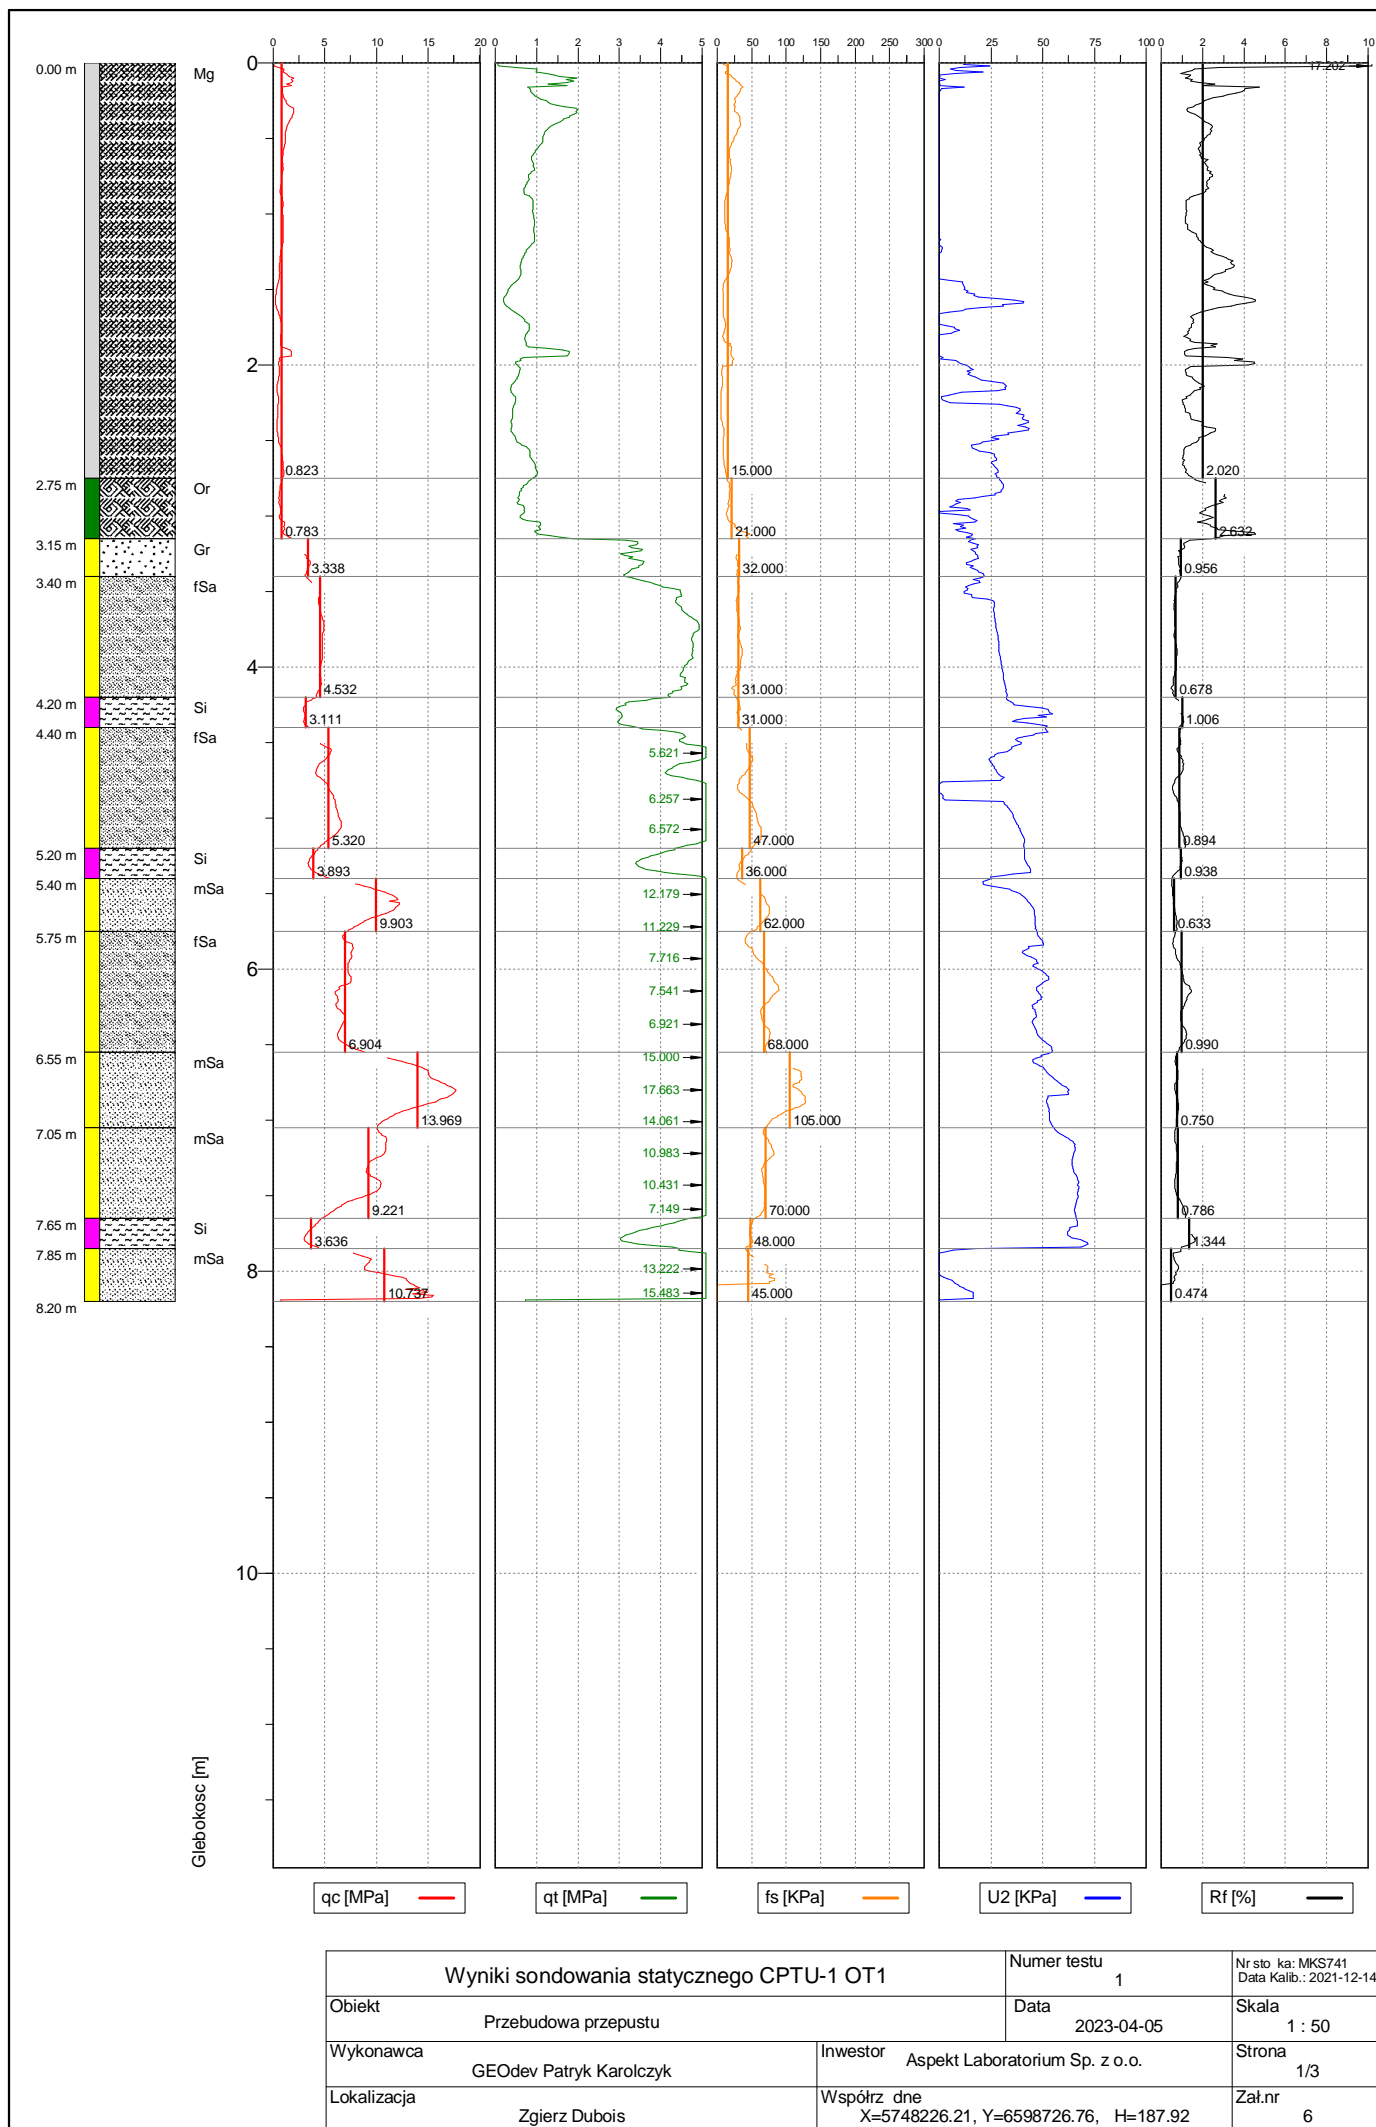 0 5 10 15 20 0 1 2 3 4 5 0 50 100 150 200 250 300 0 25 50 75 100 0 2 4 6 8 10
0.00 m Mg 0 17.202
2
0.823 15.000 2.020
2.75 m Or
0.783 21.000 2.632
3.15 m Gr
3.338 32.000 0.956
3.40 m fSa
4
4.532 31.000 0.678
4.20 m Si
3.111 31.000 1.006
4.40 m fSa
5.621
6.257
6.572
5.320 47.000 0.894
5.20 m Si
3.893 36.000 0.938
5.40 m mSa
12.179
9.903 11.229 62.000 0.633
5.75 m fSa
6 7.716
7.541
6.921
6.904 68.000 0.990
6.55 m mSa 15.000
17.663
13.969 14.061 105.000 0.750
7.05 m mSa
10.983
10.431
9.221 7.149 70.000 0.786
7.65 m Si
3.636 48.000 1.344
7.85 m mSa
8 13.222
10.737 15.483 45.000 0.474
8.20 m
10
Glebokosc [m]
qc [MPa] qt [MPa] fs [KPa] U2 [KPa] Rf [%]
Wyniki sondowania statycznego CPTU-1 OT1
Numer testu
1
Nr sto ka: MKS741
Data Kalib.: 2021-12-14
Obiekt
Przebudowa przepustu
Data
2023-04-05
Skala
1 : 50
Wykonawca
GEOdev Patryk Karolczyk
Inwestor
Aspekt Laboratorium Sp. z o.o.
Strona
1/3
Lokalizacja
Zgierz Dubois
Współrz dne
X=5748226.21, Y=6598726.76, H=187.92
Zał.nr
6